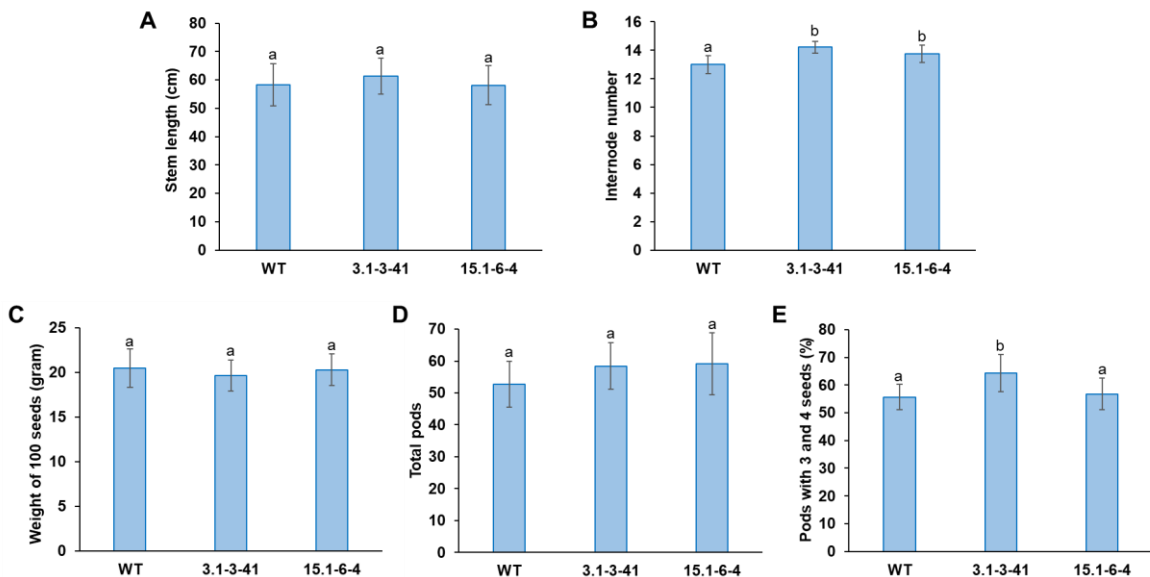 A
Stem length (cm)
80
70
60
50
40
30
20
10
0
a
a
a
WT
3.1-3-41
15.1-6-4
B
Internode number
16
14
12
10
8
6
4
2
0
a
b
b
WT
3.1-3-41
15.1-6-4
C
Weight of 100 seeds (gram)
25
20
15
10
5
0
a
a
a
WT
3.1-3-41
15.1-6-4
D
Total pods
70
60
50
40
30
20
10
0
a
a
a
WT
3.1-3-41
15.1-6-4
E
Pods with 3 and 4 seeds (%)
80
70
60
50
40
30
20
10
0
a
b
a
WT
3.1-3-41
15.1-6-4